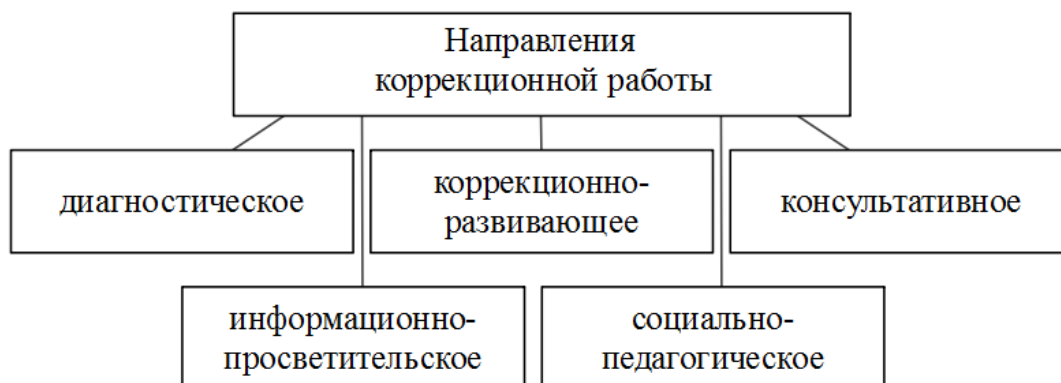 Направления
коррекционной работы
диагностическое
коррекционно-
развивающее
консультативное
информационно-
просветительское
социально-
педагогическое